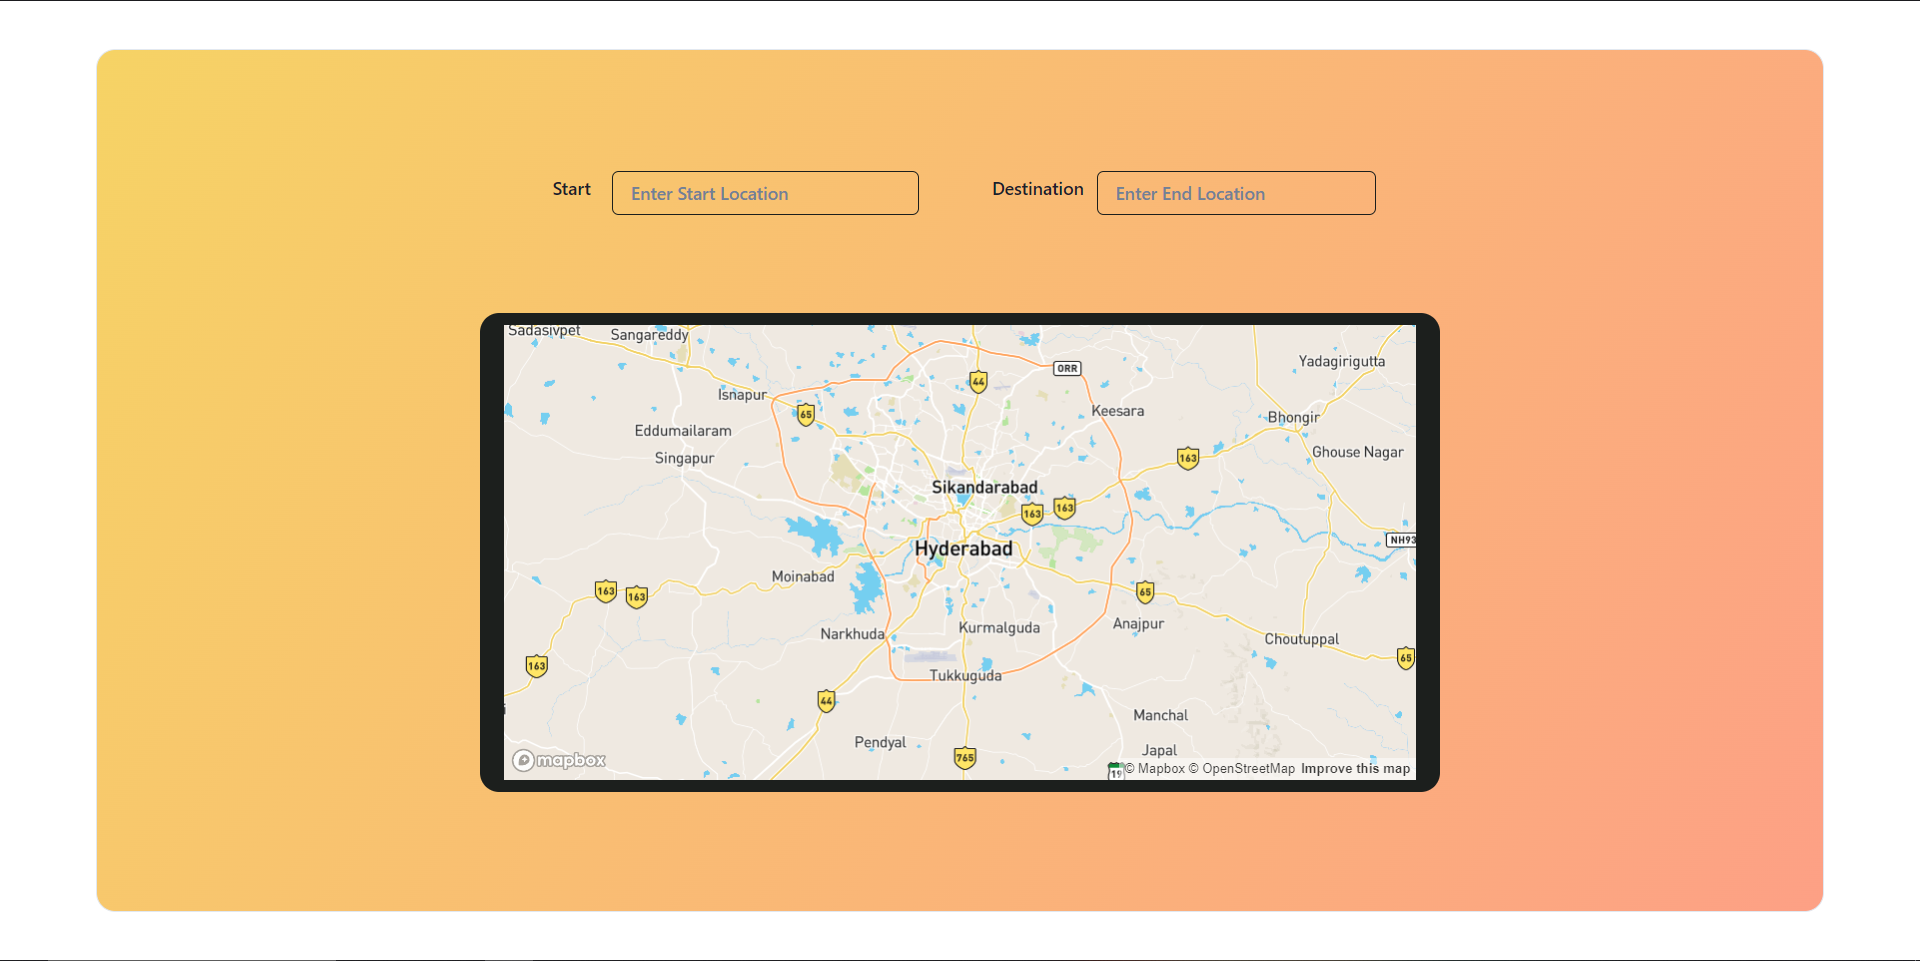 Start
Enter Start Location
Destination
Enter End Location
Sadasivpet
Sangareddy
Yadagirigutta
ORR
44
Isnapur
65
Keesara
Bhongir
Eddumailaram
Ghouse Nagar
Singapur
163
Sikandarabad
163
163
NH93
Hyderabad
Moinabad
163
163
65
Narkhuda
Kurmalguda
Anajpur
Choutuppal
163
65
Tukkuguda
44
Manchal
Pendyal
Japal
765
mapbox
19
© Mapbox © OpenStreetMap Improve this map